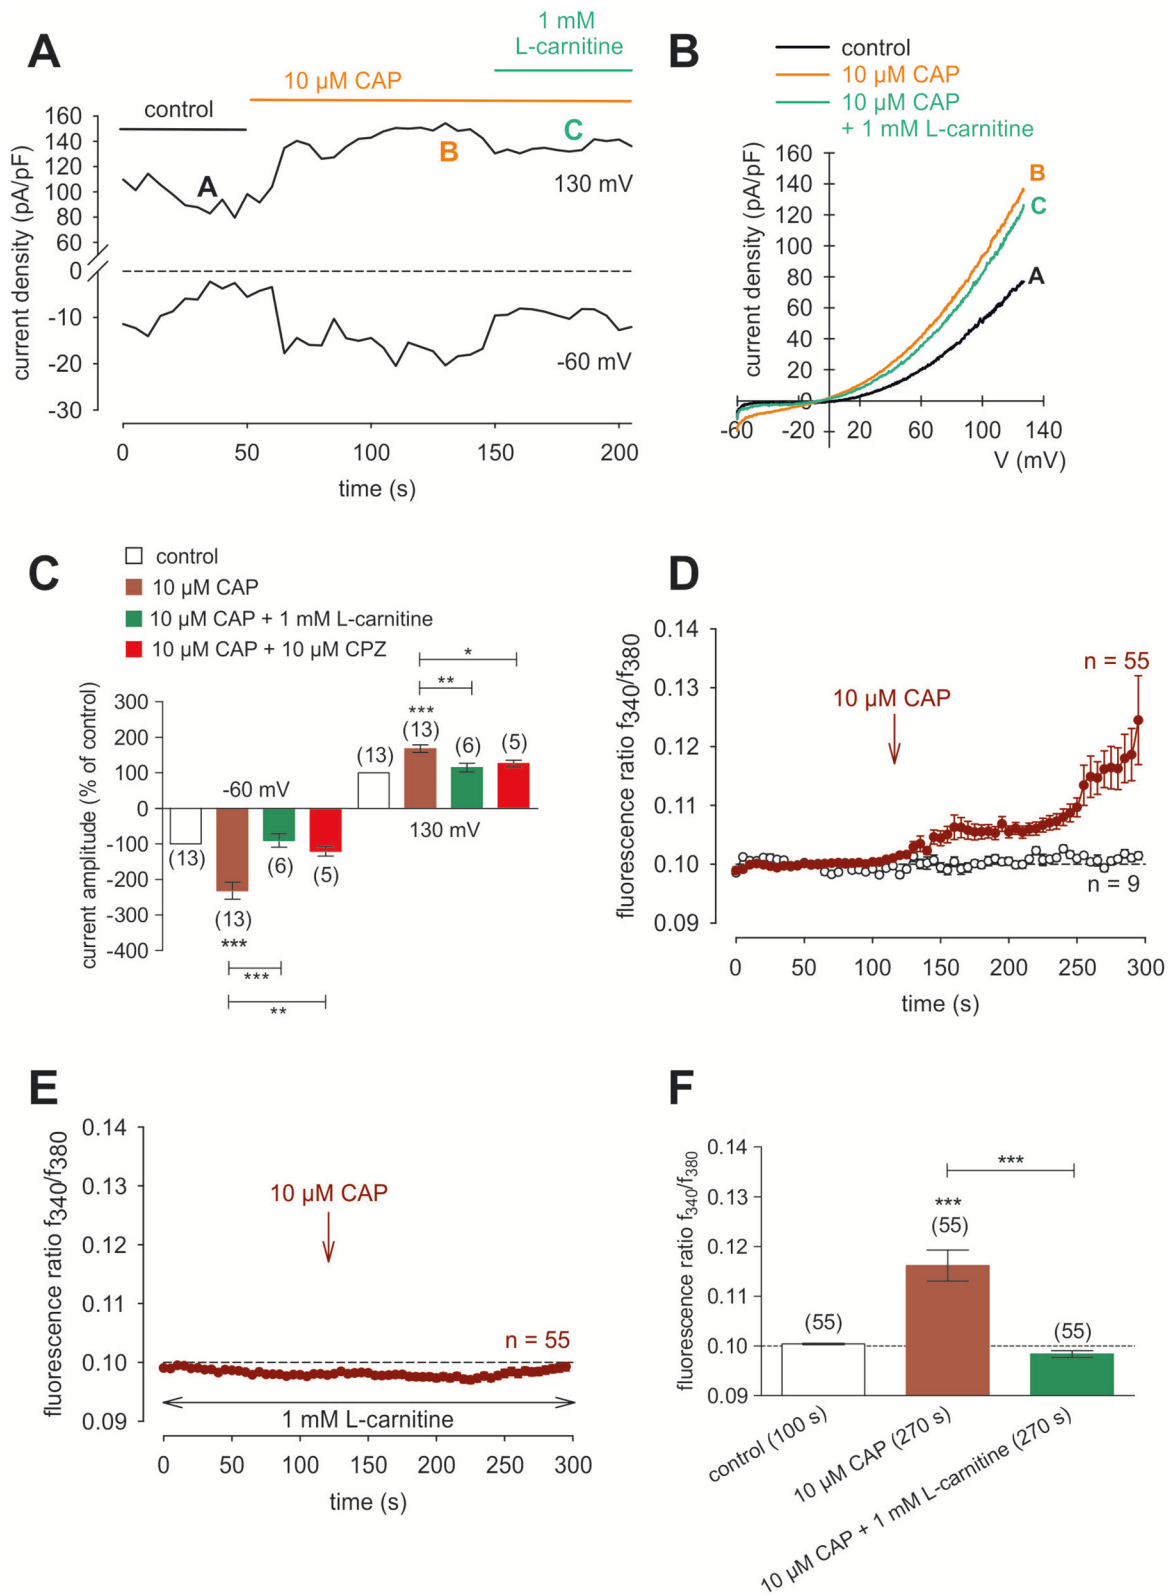 A
1 mM
L-carnitine
10 µM CAP
control
160
140
120
100
80
60
0
-10
-20
-30
current density (pA/pF)
A
B
C
130 mV
-60 mV
0
50
100
150
200
time (s)
B
control
10 µM CAP
10 µM CAP
+ 1 mM L-carnitine
160
140
120
100
80
60
40
20
0
current density (pA/pF)
B
C
A
-60
-20
20
60
100
140
V (mV)
C
control
10 µM CAP
10 µM CAP + 1 mM L-carnitine
10 µM CAP + 10 µM CPZ
300
200
100
0
-100
-200
-300
-400
current amplitude (% of control)
*
**
***
(13)
(13)
(6)
(5)
-60 mV
130 mV
(13)
(13)
(6)
(5)
***
***
**
D
0.14
0.13
0.12
0.11
0.10
0.09
fluorescence ratio f340/f380
n = 55
10 µM CAP
n = 9
0
50
100
150
200
250
300
time (s)
E
0.14
0.13
0.12
0.11
0.10
0.09
fluorescence ratio f340/f380
10 µM CAP
n = 55
1 mM L-carnitine
0
50
100
150
200
250
300
time (s)
F
0.14
0.13
0.12
0.11
0.10
0.09
fluorescence ratio f340/f380
***
***
(55)
(55)
(55)
control (100 s)
10 µM CAP (270 s)
10 µM CAP + 1 mM L-carnitine (270 s)